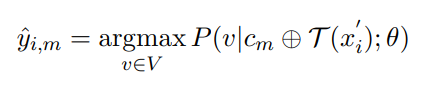 ŷ_{i,m} = argmax_{v∈V} P(v|c_m ⊕ 𝒯(x_i^′); θ)